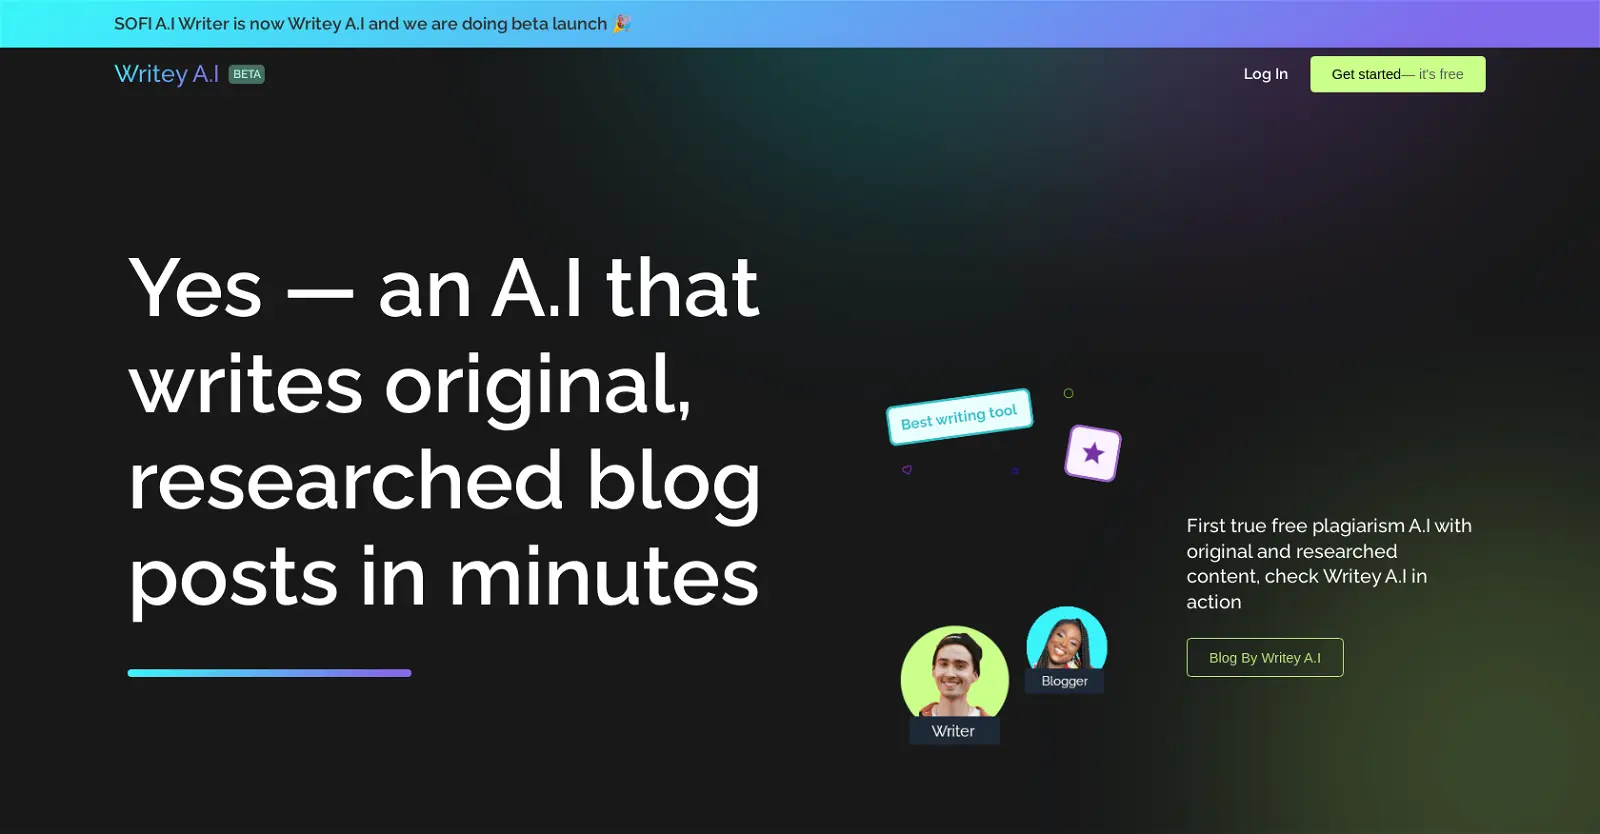 SOFI A.I Writer is now Writey A.I and we are doing beta launch 🎉
Writey A.I BETA
Log In
Get started— it's free
Yes — an A.I that
writes original,
researched blog
posts in minutes
Best writing tool
First true free plagiarism A.I with
original and researched
content, check Writey A.I in
action
Blog By Writey A.I
Blogger
Writer